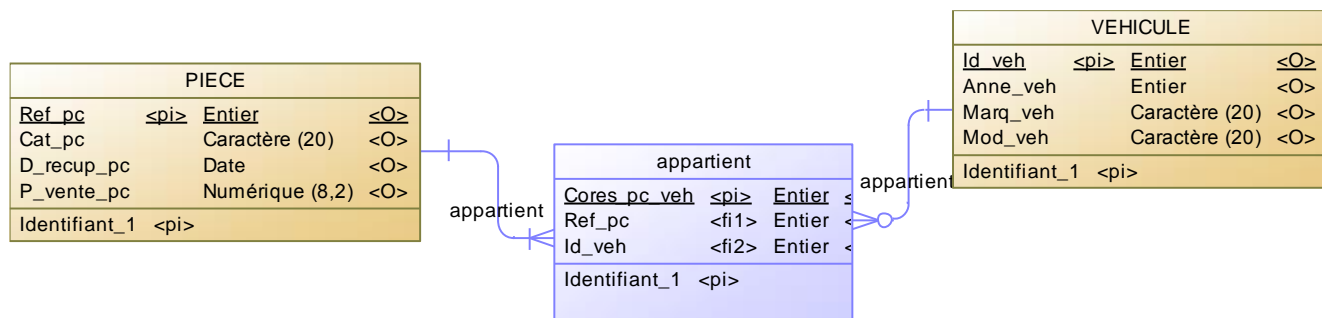 PIÈCE
Ref_pc <pi> Entier <O>
Cat_pc Caractère (20) <O>
D_recup_pc Date <O>
P_vente_pc Numérique (8,2) <O>
Identifiant_1 <pi>
appartient
appartient
Cores_pc_veh <pi> Entier <
Ref_pc <fi1> Entier <
Id_veh <fi2> Entier <
Identifiant_1 <pi>
appartient
VEHICULE
Id_veh <pi> Entier <O>
Anne_veh Entier <O>
Marq_veh Caractère (20) <O>
Mod_veh Caractère (20) <O>
Identifiant_1 <pi>